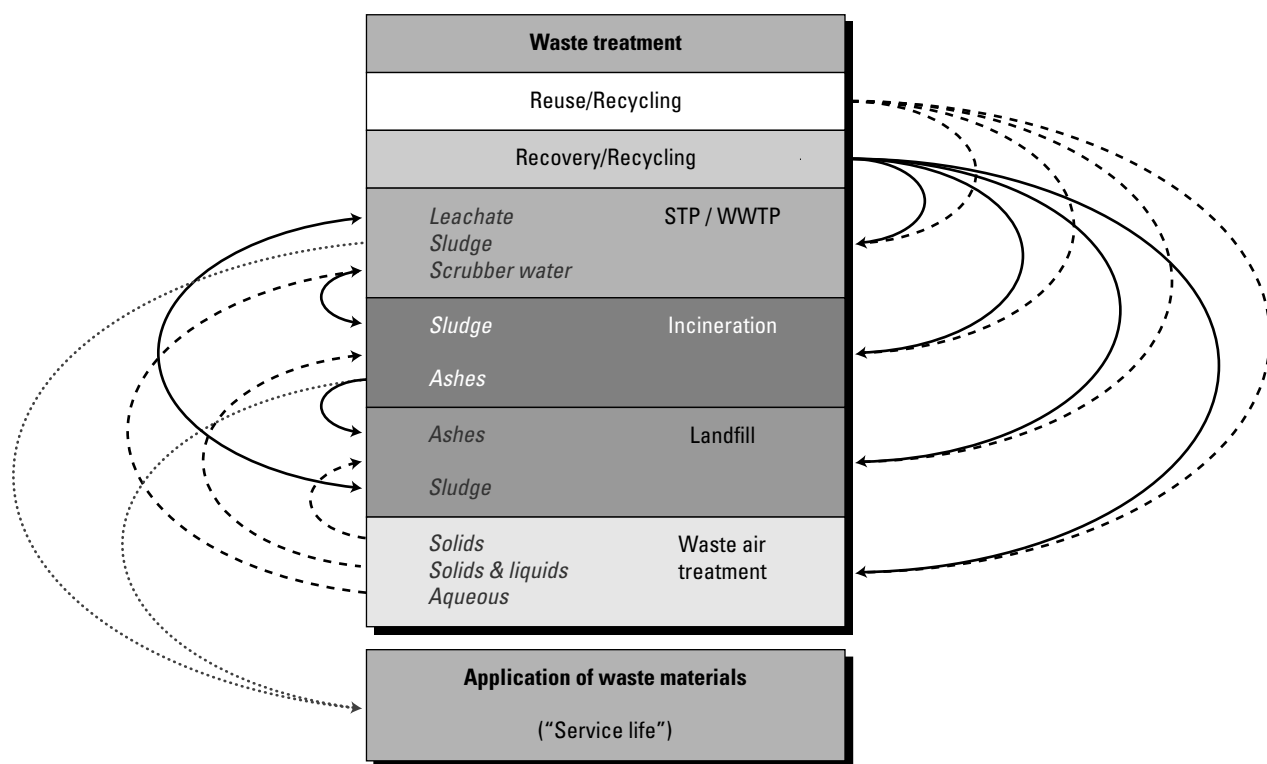 Waste treatment
Reuse/Recycling
Recovery/Recycling
Leachate STP / WWTP
Sludge
Scrubber water
Sludge Incineration
Ashes
Ashes Landfill
Sludge
Solids Waste air
Solids & liquids treatment
Aqueous
Application of waste materials
(“Service life”)